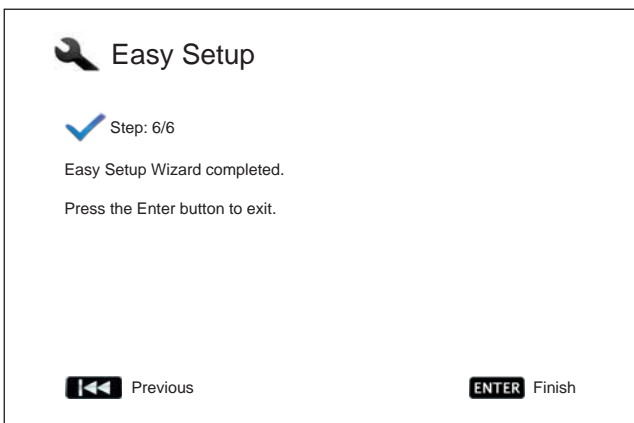 Easy Setup
Step: 6/6
Easy Setup Wizard completed.
Press the Enter button to exit.
Previous
ENTER Finish